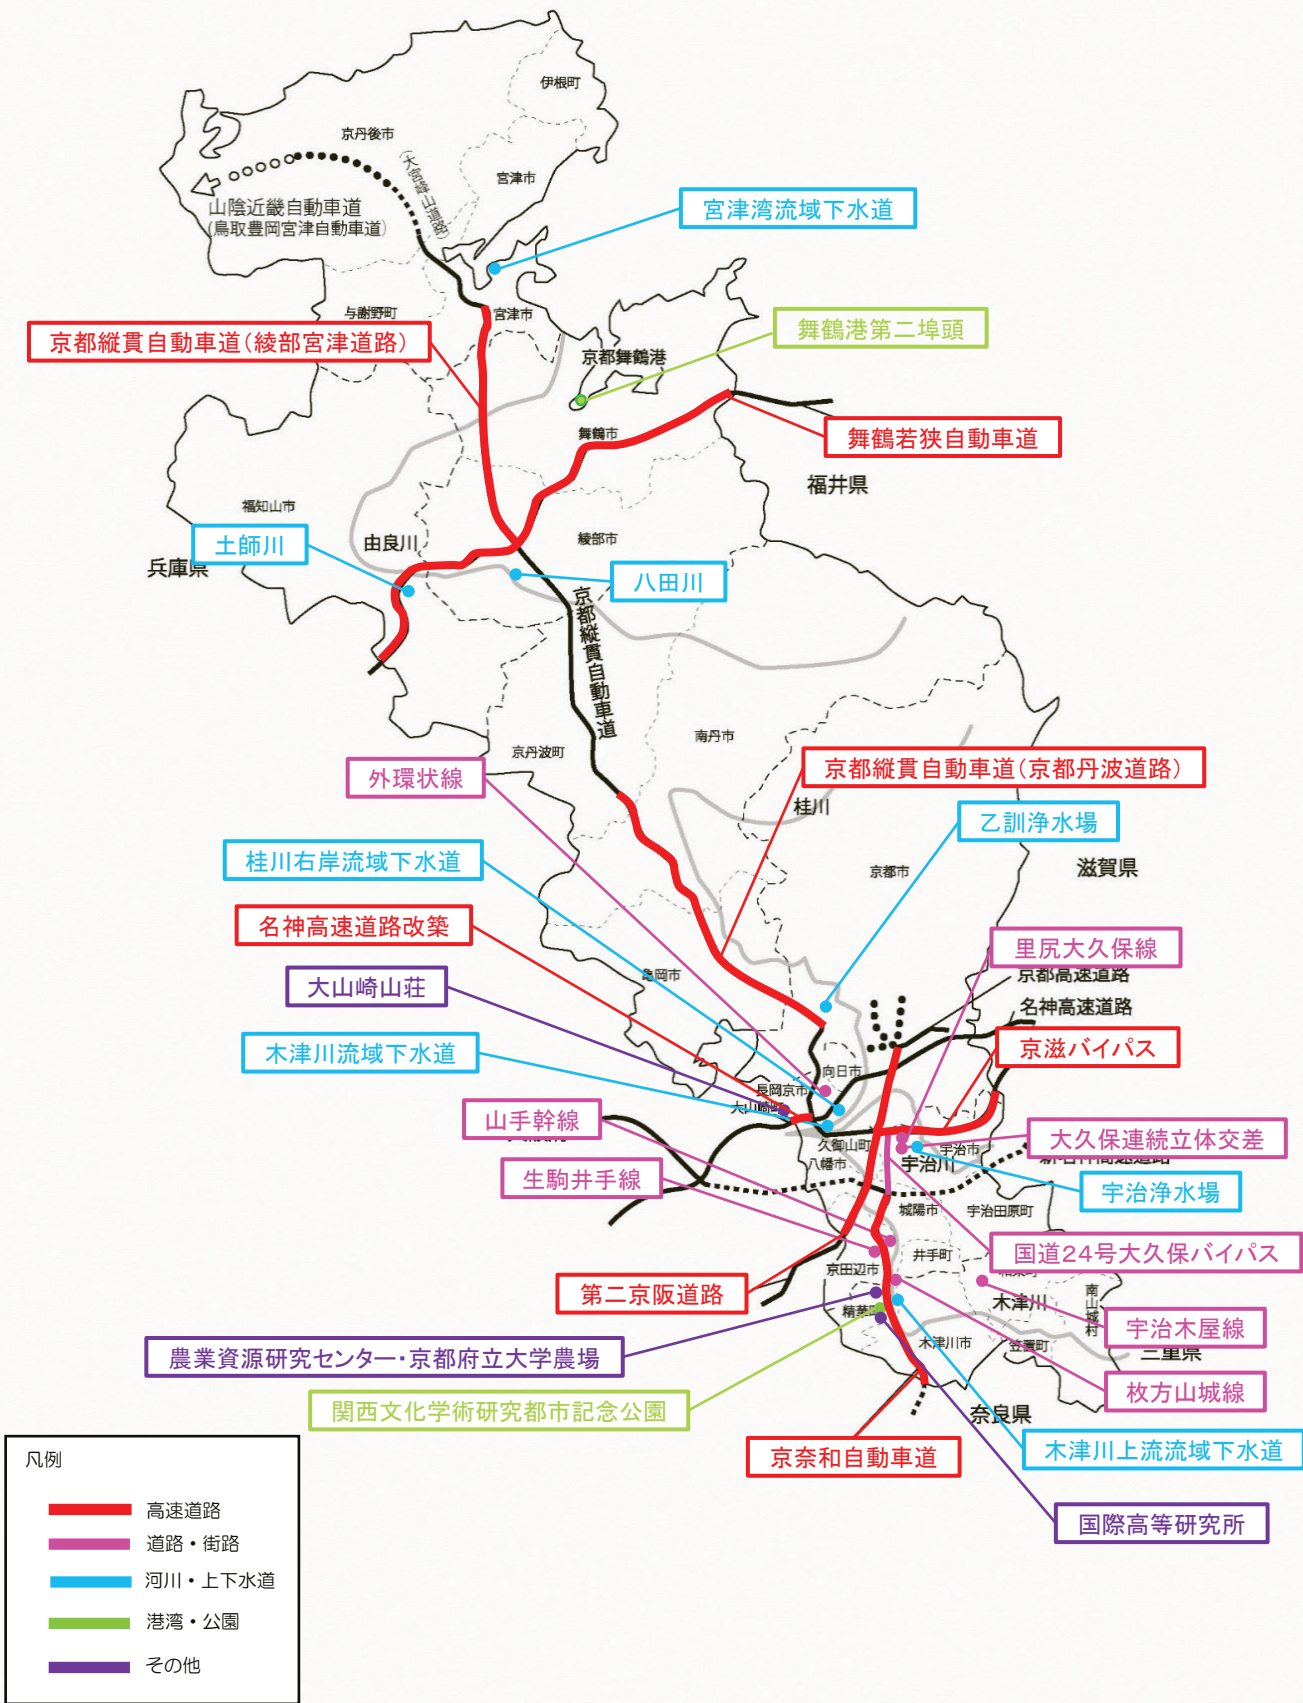 伊根町
京丹後市
(大宮峰山道路)
宮津市
山陰近畿自動車道
(鳥取豊岡宮津自動車道)
宮津湾流域下水道
与謝野町
宮津市
舞鶴港第二埠頭
京都縦貫自動車道(綾部宮津道路)
京都舞鶴港
舞鶴市
舞鶴若狭自動車道
福井県
福知山市
由良川
綾部市
土師川
兵庫県
八田川
京都縦貫自動車道
南丹市
京丹波町
外環状線
京都縦貫自動車道(京都丹波道路)
桂川
乙訓浄水場
桂川右岸流域下水道
京都市
滋賀県
名神高速道路改築
里尻大久保線
亀岡市
京都高速道路
大山崎山荘
名神高速道路
木津川流域下水道
京滋バイパス
向日市
長岡京市
大山崎町
山手幹線
大久保連続立体交差
久御山町
宇治市
八幡市
宇治川
生駒井手線
宇治浄水場
城陽市
宇治田原町
国道24号大久保バイパス
井手町
京田辺市
第二京阪道路
木津川
南山城村
精華町
宇治木屋線
木津川市
笠置町
三重県
農業資源研究センター・京都府立大学農場
枚方山城線
関西文化学術研究都市記念公園
奈良県
京奈和自動車道
木津川上流流域下水道
国際高等研究所
凡例
高速道路
道路・街路
河川・上下水道
港湾・公園
その他